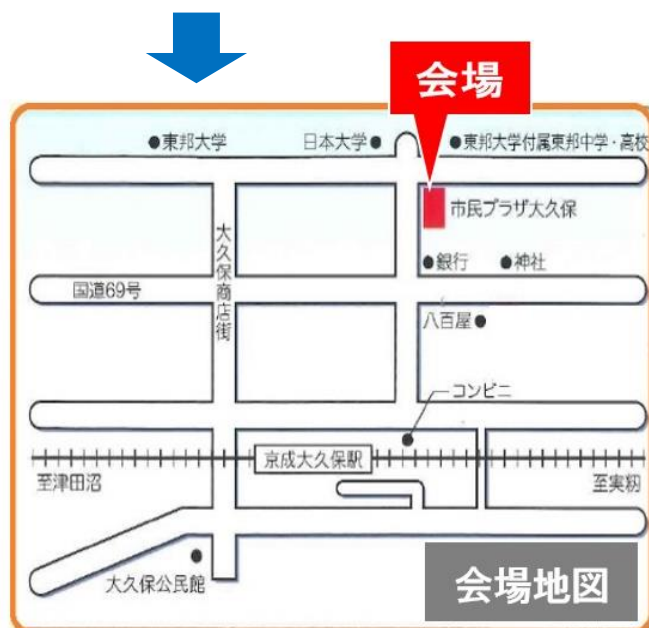 会場
●東邦大学
日本大学●
●東邦大学付属東邦中学・高校
市民プラザ大久保
大久保商店街
●銀行
●神社
国道69号
八百屋●
コンビニ
京成大久保駅
至津田沼
至実籾
大久保公民館
会場地図